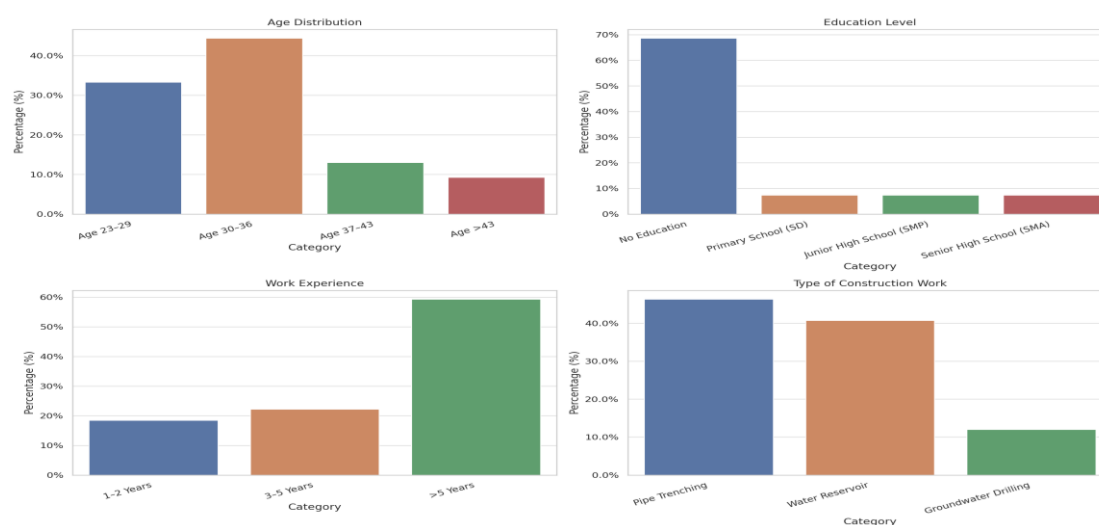 Age Distribution
Percentage (%)
40.0%
30.0%
20.0%
10.0%
0.0%
Age 23–29
Age 30–36
Age 37–43
Age >43
Category
Education Level
Percentage (%)
70%
60%
50%
40%
30%
20%
10%
0%
No Education
Primary School (SD)
Junior High School (SMP)
Senior High School (SMA)
Category
Work Experience
Percentage (%)
60%
50%
40%
30%
20%
10%
0%
1–2 Years
3–5 Years
>5 Years
Category
Type of Construction Work
Percentage (%)
40.0%
30.0%
20.0%
10.0%
0.0%
Pipe Trenching
Water Reservoir
Groundwater Drilling
Category